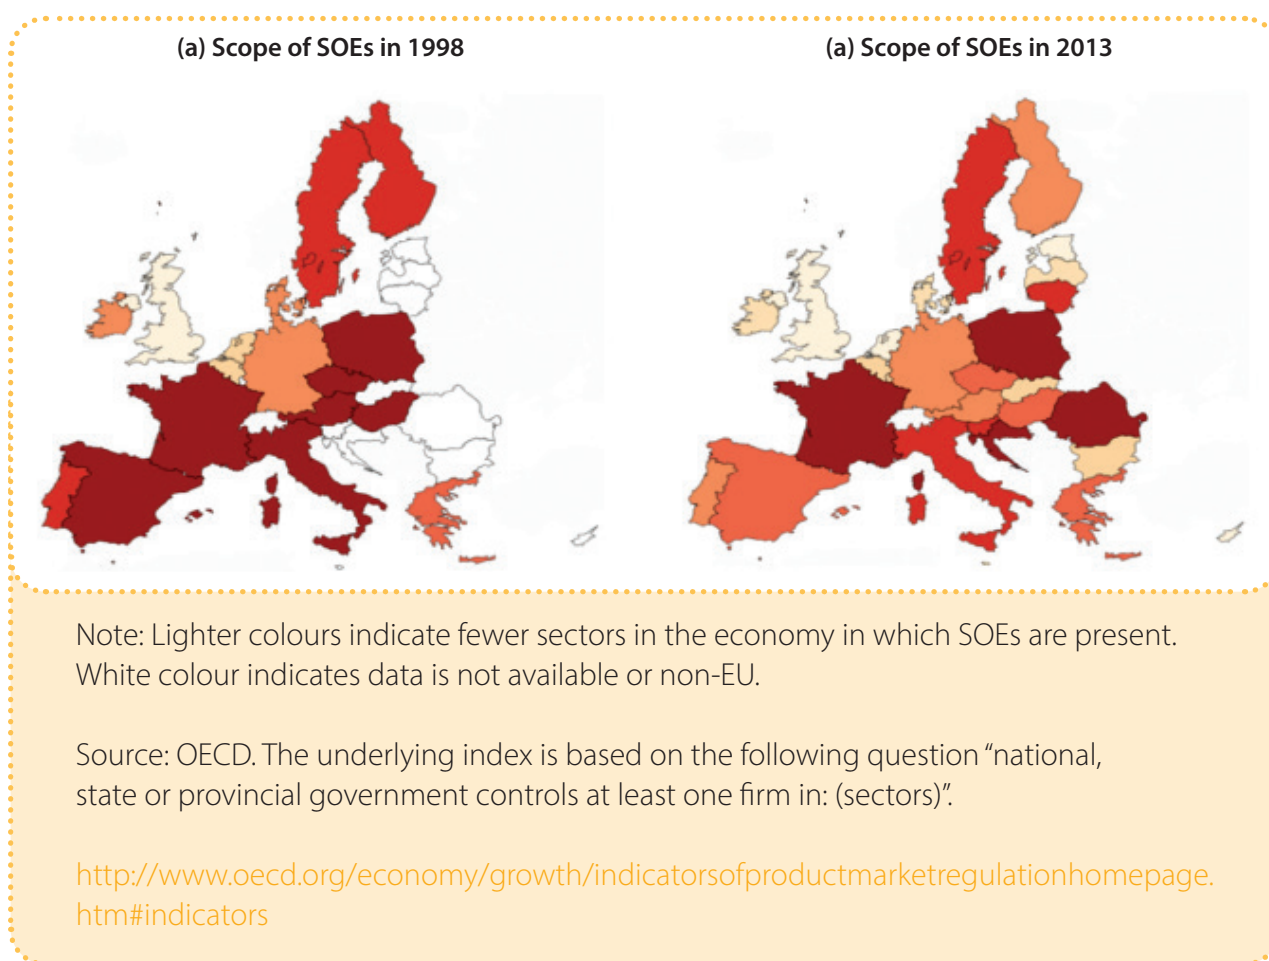 (a) Scope of SOEs in 1998
(a) Scope of SOEs in 2013
Note: Lighter colours indicate fewer sectors in the economy in which SOEs are present.
White colour indicates data is not available or non-EU.
Source: OECD. The underlying index is based on the following question “national,
state or provincial government controls at least one firm in: (sectors)”.
http://www.oecd.org/economy/growth/indicatorsofproductmarketregulationhomepage.
htm#indicators